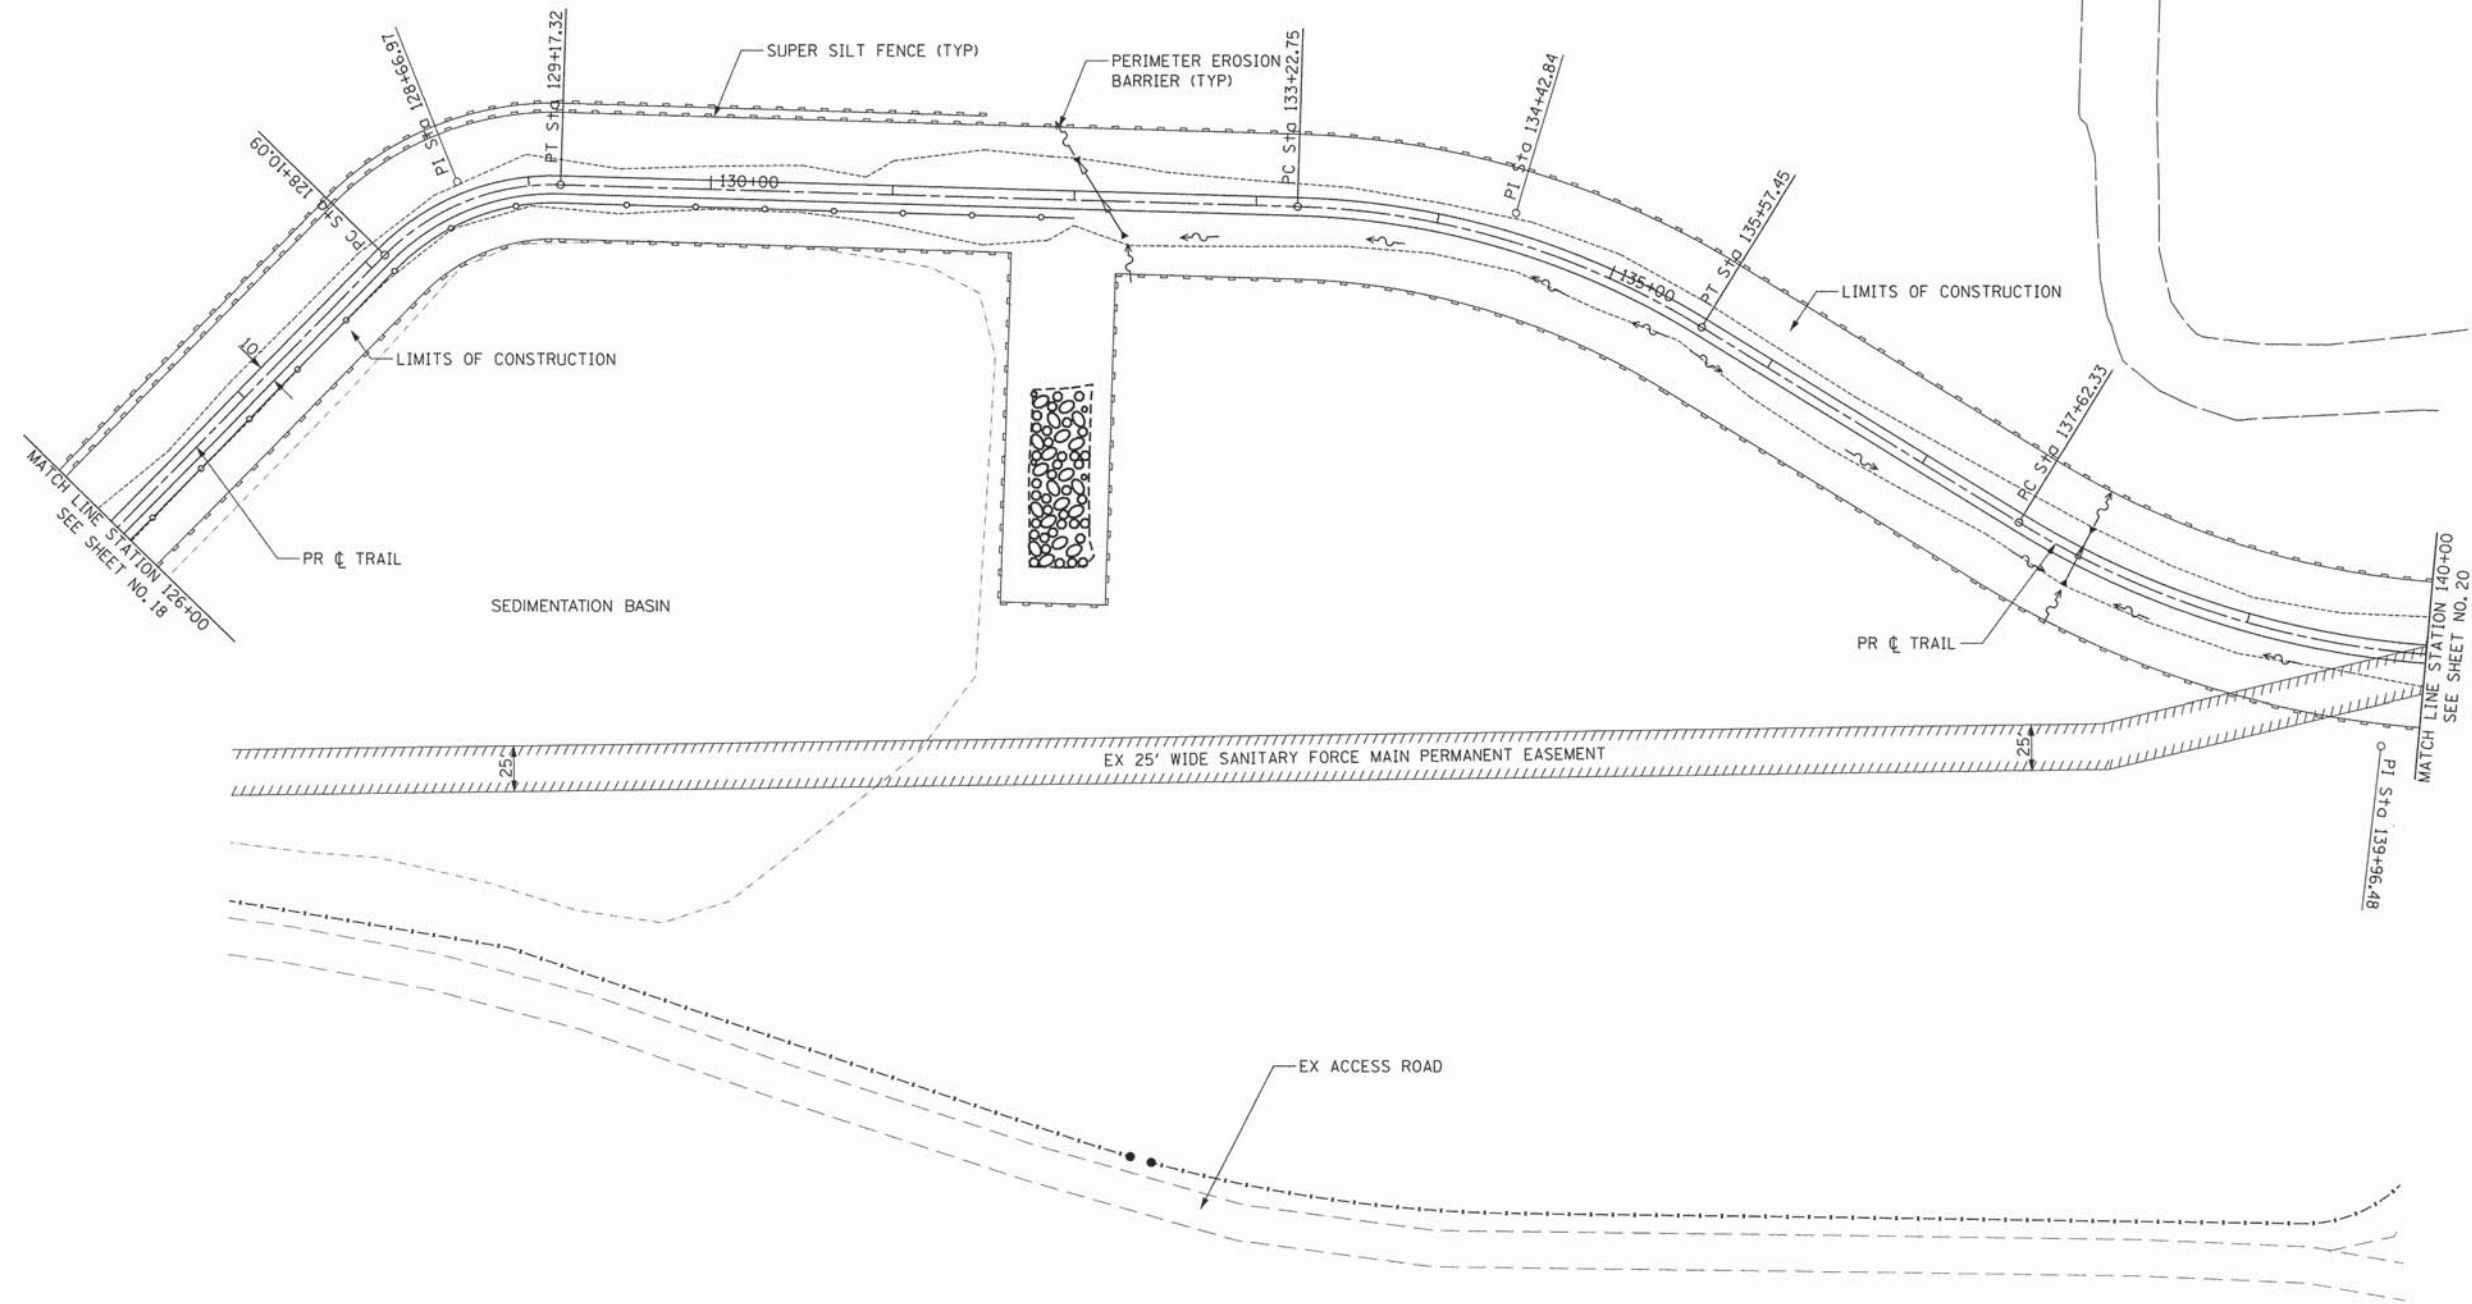 PI Sta 128+66.97
PT Sta 129+17.32
SUPER SILT FENCE (TYP)
PERIMETER EROSION
BARRIER (TYP)
PC Sta 133+22.75
PI Sta 134+42.84
PC Sta 128+10.09
130+00
PT Sta 135+57.45
135+00
LIMITS OF CONSTRUCTION
10'
LIMITS OF CONSTRUCTION
PC Sta 137+62.33
MATCH LINE STATION 126+00
SEE SHEET NO. 18
PR ℄ TRAIL
SEDIMENTATION BASIN
PR ℄ TRAIL
MATCH LINE STATION 140+00
SEE SHEET NO. 20
25'
EX 25' WIDE SANITARY FORCE MAIN PERMANENT EASEMENT
25'
PI Sta 139+96.48
EX ACCESS ROAD